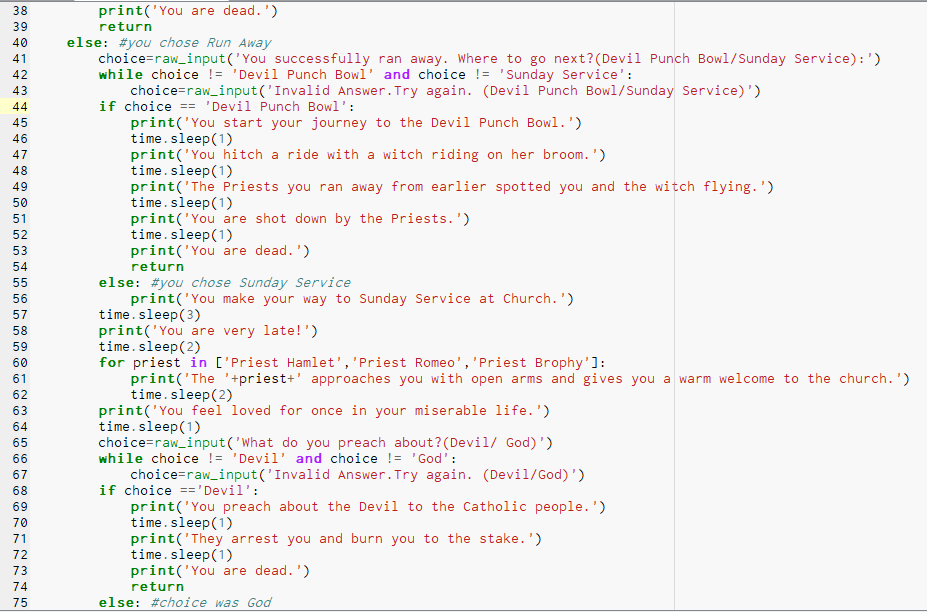 38 print('You are dead.')
39 return
40 else: #you chose Run Away
41 choice=raw_input('You successfully ran away. Where to go next?(Devil Punch Bowl/Sunday Service):')
42 while choice != 'Devil Punch Bowl' and choice != 'Sunday Service':
43 choice=raw_input('Invalid Answer.Try again. (Devil Punch Bowl/Sunday Service)')
44 if choice == 'Devil Punch Bowl':
45 print('You start your journey to the Devil Punch Bowl.')
46 time.sleep(1)
47 print('You hitch a ride with a witch riding on her broom.')
48 time.sleep(1)
49 print('The Priests you ran away from earlier spotted you and the witch flying.')
50 time.sleep(1)
51 print('You are shot down by the Priests.')
52 time.sleep(1)
53 print('You are dead.')
54 return
55 else: #you chose Sunday Service
56 print('You make your way to Sunday Service at Church.')
57 time.sleep(3)
58 print('You are very late!')
59 time.sleep(2)
60 for priest in ['Priest Hamlet','Priest Romeo','Priest Brophy']:
61 print('The '+priest+' approaches you with open arms and gives you a warm welcome to the church.')
62 time.sleep(2)
63 print('You feel loved for once in your miserable life.')
64 time.sleep(1)
65 choice=raw_input('What do you preach about?(Devil/ God)')
66 while choice != 'Devil' and choice != 'God':
67 choice=raw_input('Invalid Answer.Try again. (Devil/God)')
68 if choice =='Devil':
69 print('You preach about the Devil to the Catholic people.')
70 time.sleep(1)
71 print('They arrest you and burn you to the stake.')
72 time.sleep(1)
73 print('You are dead.')
74 return
75 else: #choice was God